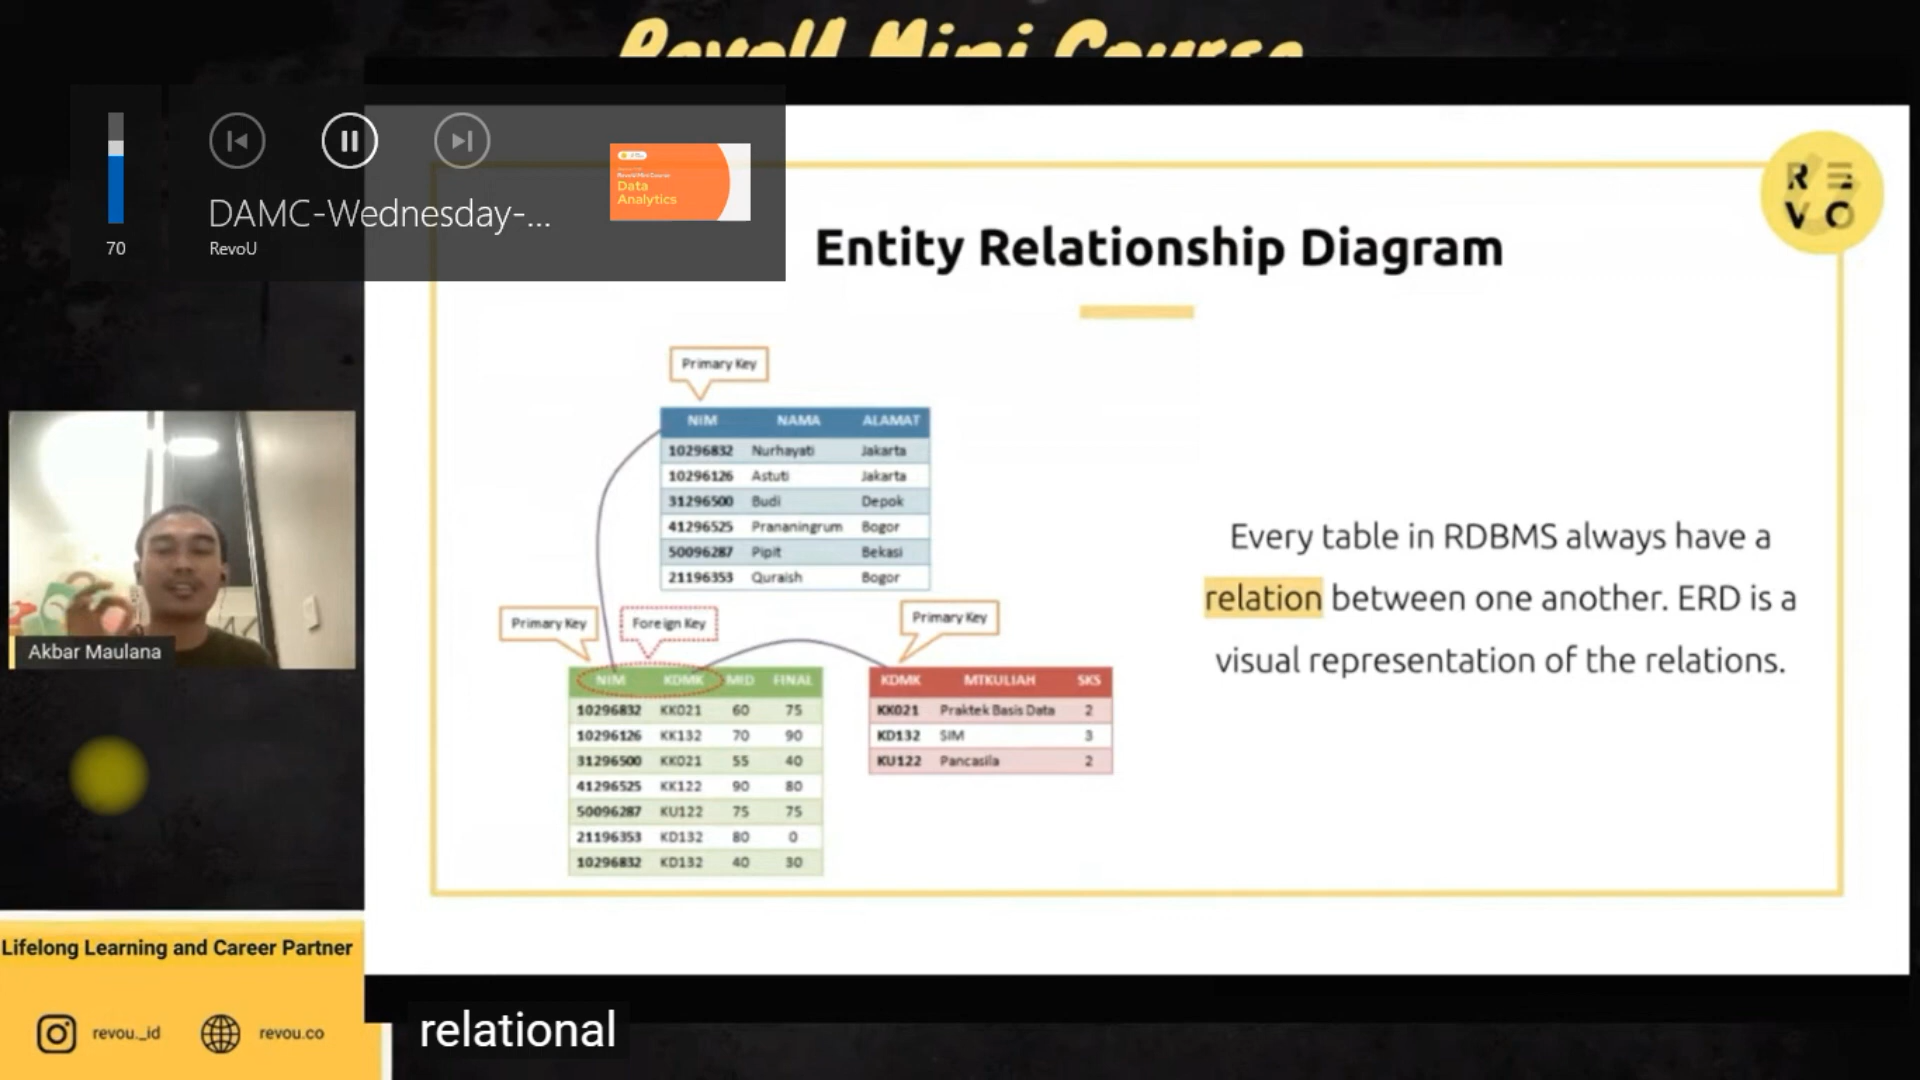 RevoU Mini Course
70
DAMC-Wednesday-...
RevoU
RevoU Mini Course
Data
Analytics
R E
V O
Entity Relationship Diagram
Primary Key
NIM NAMA ALAMAT
10296832 Nurhayati Jakarta
10296126 Astuti Jakarta
31296500 Budi Depok
41296525 Prananingrum Bogor
50096287 Pipit Bekasi
21196353 Quraish Bogor
Primary Key
Foreign Key
Primary Key
NIM KDMK MID FINAL
10296832 KK021 60 75
10296126 KK132 70 90
31296500 KK021 55 40
41296525 KK122 90 80
50096287 KU122 75 75
21196353 KD132 80 0
10296832 KD132 40 30
KDMK MTKULIAH SKS
KK021 Praktek Basis Data 2
KD132 SIM 3
KU122 Pancasila 2
Every table in RDBMS always have a
relation between one another. ERD is a
visual representation of the relations.
Akbar Maulana
Lifelong Learning and Career Partner
revou._id
revou.co
relational